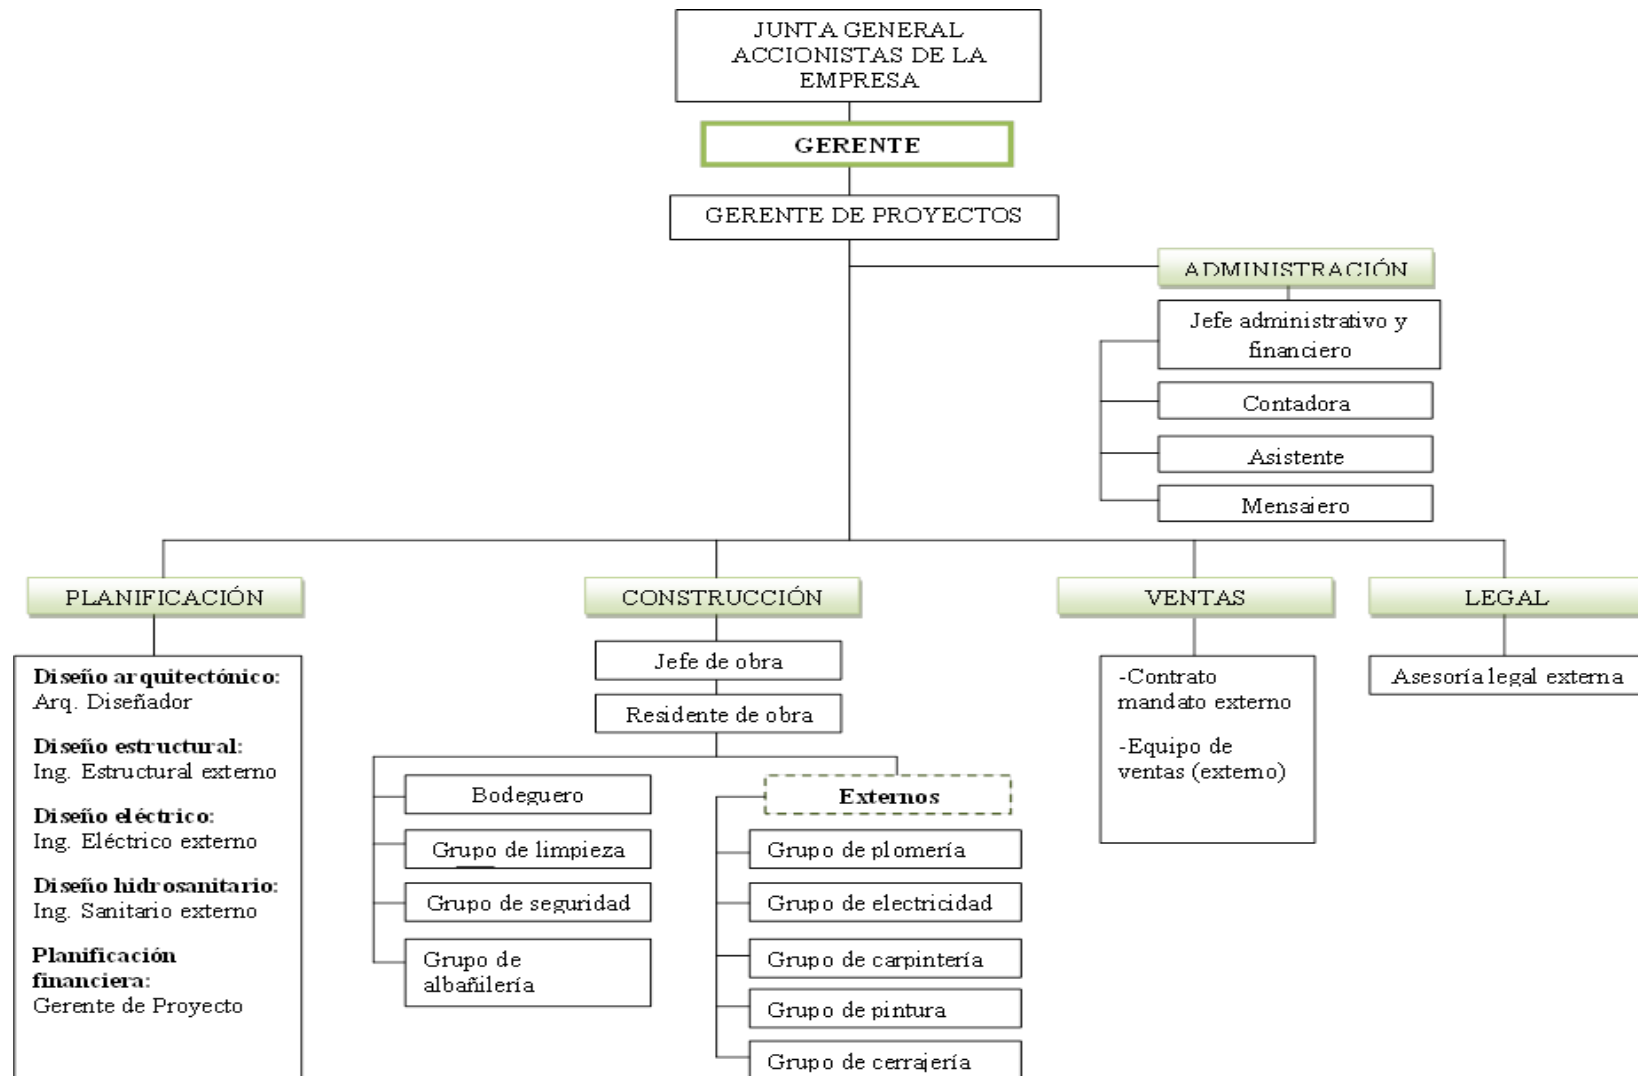 JUNTA GENERAL
ACCIONISTAS DE LA
EMPRESA
GERENTE
GERENTE DE PROYECTOS
ADMINISTRACIÓN
Jefe administrativo y
financiero
Contadora
Asistente
Mensajero
PLANIFICACIÓN
Diseño arquitectónico:
Arq. Diseñador
Diseño estructural:
Ing. Estructural externo
Diseño eléctrico:
Ing. Eléctrico externo
Diseño hidrosanitario:
Ing. Sanitario externo
Planificación
financiera:
Gerente de Proyecto
CONSTRUCCIÓN
Jefe de obra
Residente de obra
Bodeguero
Grupo de limpieza
Grupo de seguridad
Grupo de
albañilería
Externos
Grupo de plomería
Grupo de electricidad
Grupo de carpintería
Grupo de pintura
Grupo de cerrajería
VENTAS
-Contrato
mandato externo
-Equipo de
ventas (externo)
LEGAL
Asesoría legal externa